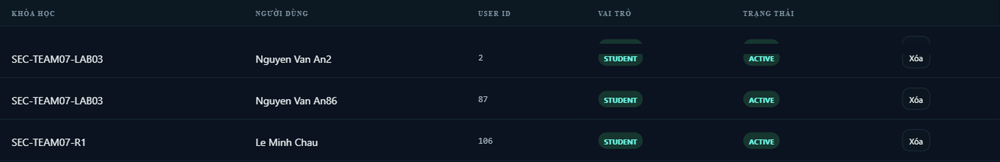 KHÓA HỌC NGƯỜI DÙNG USER ID VAI TRÒ TRẠNG THÁI
SEC-TEAM07-LAB03 Nguyen Van An2 2 STUDENT ACTIVE Xóa
SEC-TEAM07-LAB03 Nguyen Van An86 87 STUDENT ACTIVE Xóa
SEC-TEAM07-R1 Le Minh Chau 106 STUDENT ACTIVE Xóa